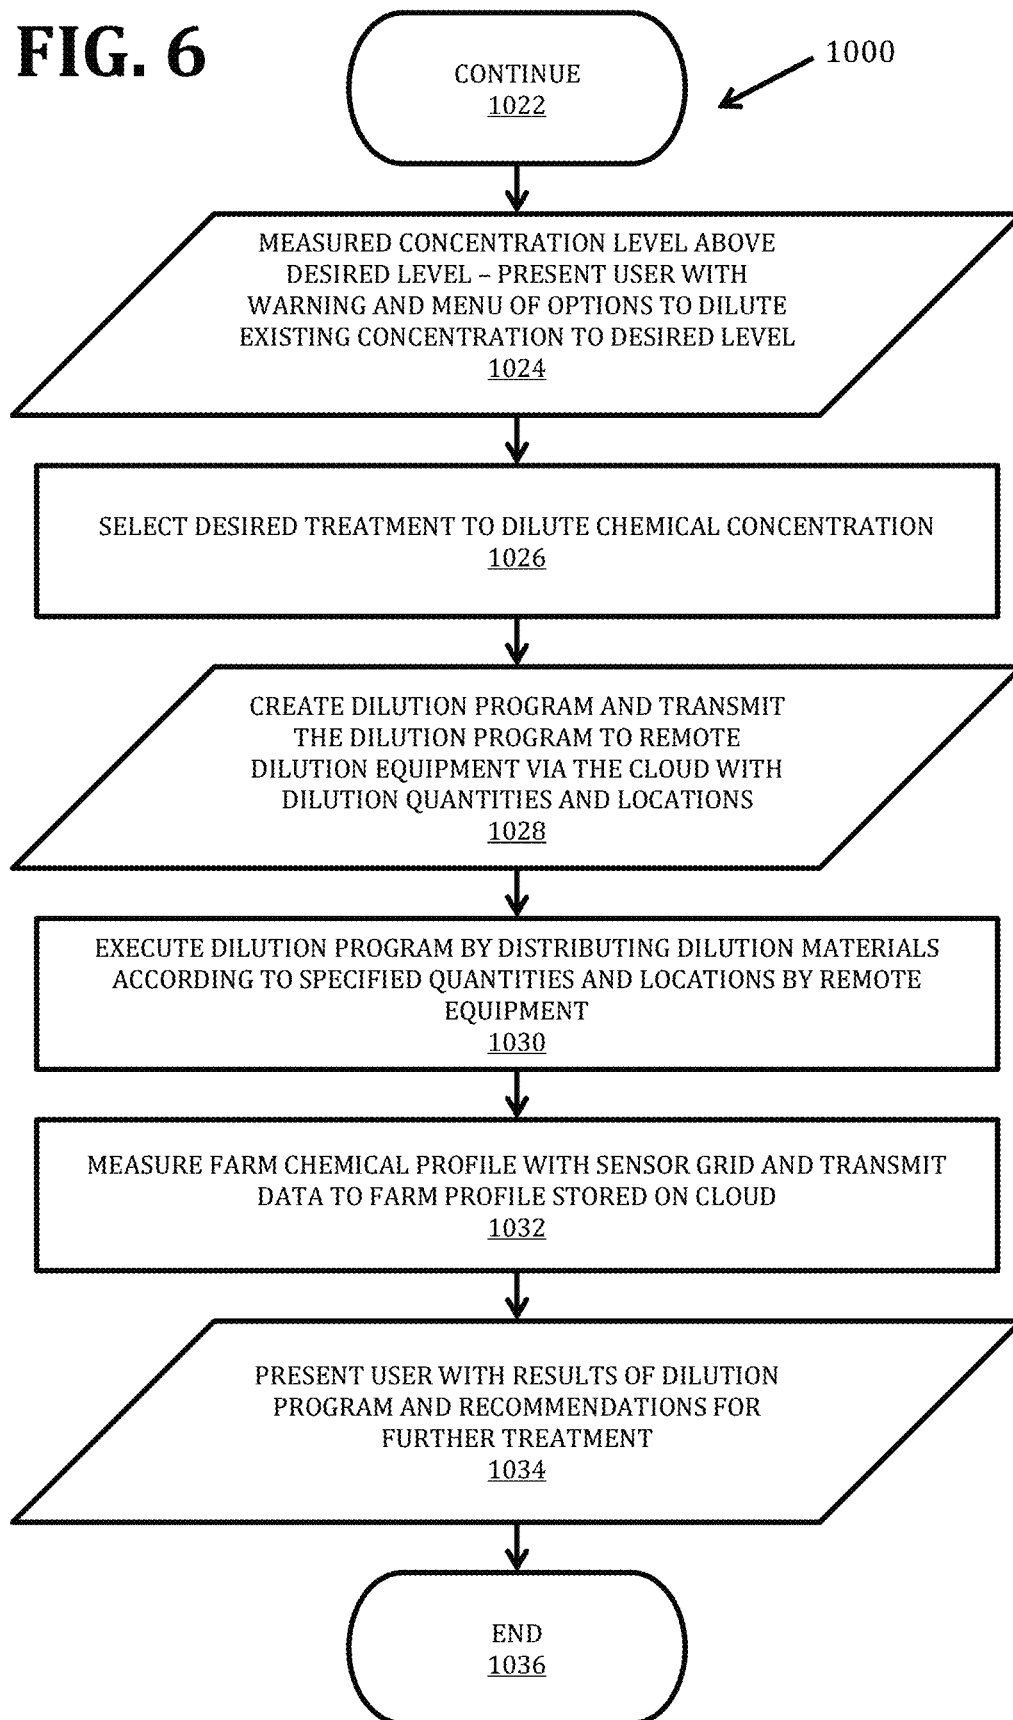 FIG. 6
1000
CONTINUE
1022
MEASURED CONCENTRATION LEVEL ABOVE
DESIRED LEVEL – PRESENT USER WITH
WARNING AND MENU OF OPTIONS TO DILUTE
EXISTING CONCENTRATION TO DESIRED LEVEL
1024
SELECT DESIRED TREATMENT TO DILUTE CHEMICAL CONCENTRATION
1026
CREATE DILUTION PROGRAM AND TRANSMIT
THE DILUTION PROGRAM TO REMOTE
DILUTION EQUIPMENT VIA THE CLOUD WITH
DILUTION QUANTITIES AND LOCATIONS
1028
EXECUTE DILUTION PROGRAM BY DISTRIBUTING DILUTION MATERIALS
ACCORDING TO SPECIFIED QUANTITIES AND LOCATIONS BY REMOTE
EQUIPMENT
1030
MEASURE FARM CHEMICAL PROFILE WITH SENSOR GRID AND TRANSMIT
DATA TO FARM PROFILE STORED ON CLOUD
1032
PRESENT USER WITH RESULTS OF DILUTION
PROGRAM AND RECOMMENDATIONS FOR
FURTHER TREATMENT
1034
END
1036